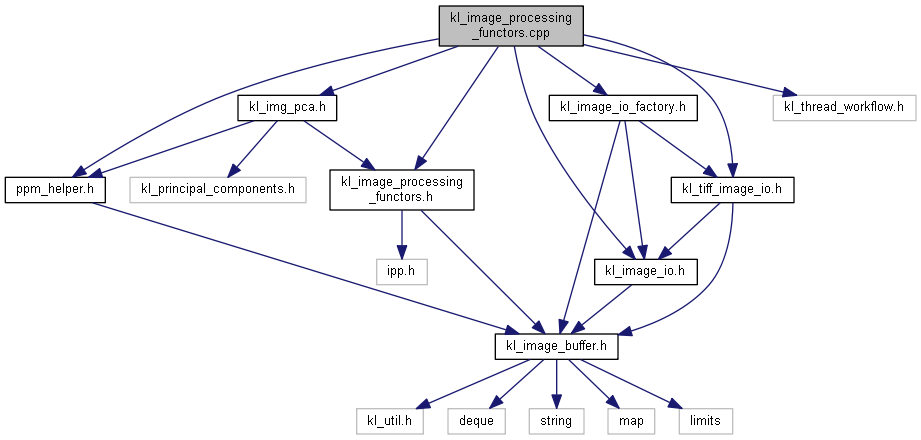 kl_image_processing
_functors.cpp
kl_img_pca.h
kl_image_io_factory.h
kl_thread_workflow.h
ppm_helper.h
kl_principal_components.h
kl_image_processing
_functors.h
kl_tiff_image_io.h
ipp.h
kl_image_io.h
kl_image_buffer.h
kl_util.h
deque
string
map
limits